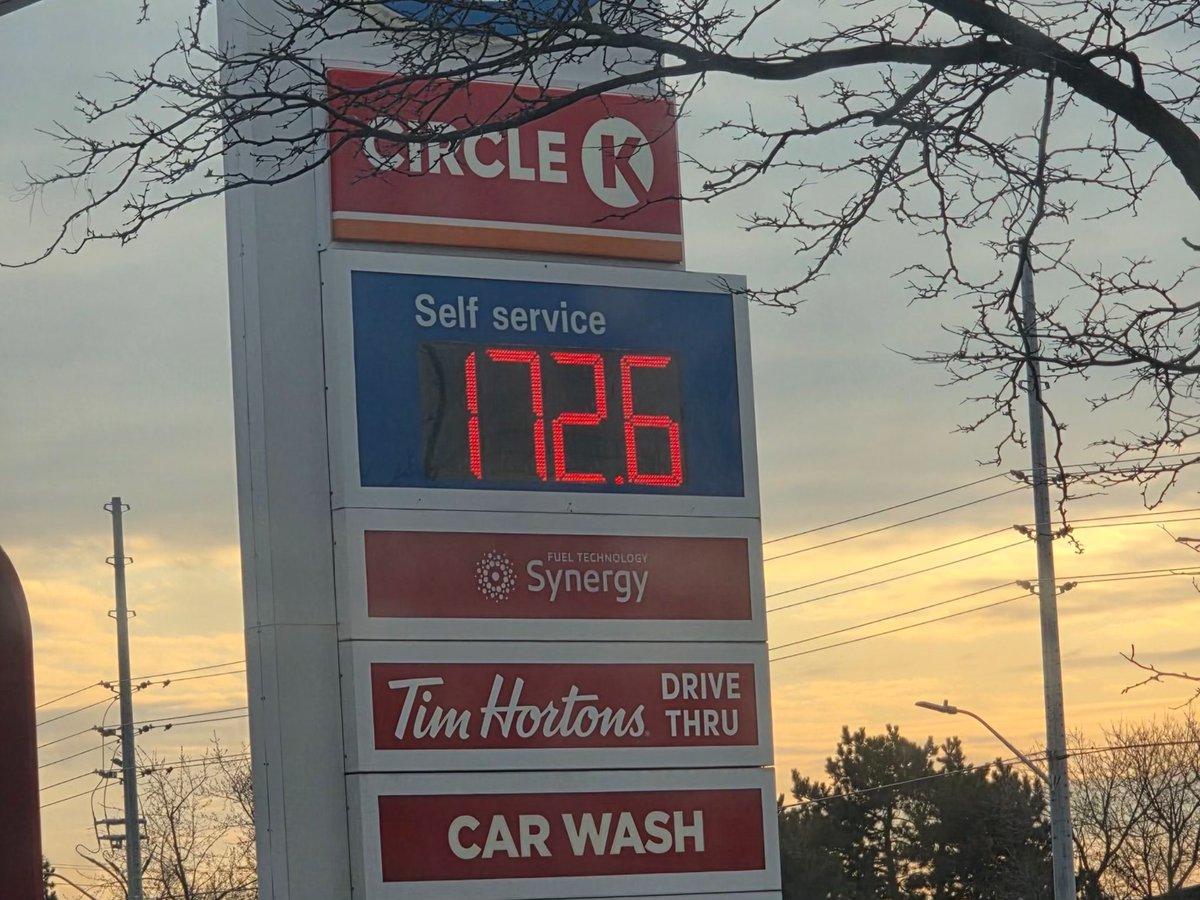 CIRCLE K
Self service
172.6
FUEL TECHNOLOGY
Synergy
Tim Hortons DRIVE THRU
CAR WASH